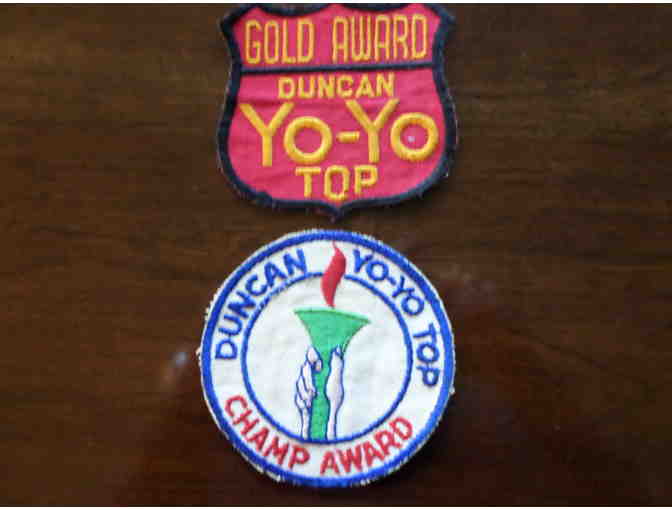 GOLD AWARD
DUNCAN
YO-YO
TOP
DUNCAN YO-YO TOP
CHAMP AWARD